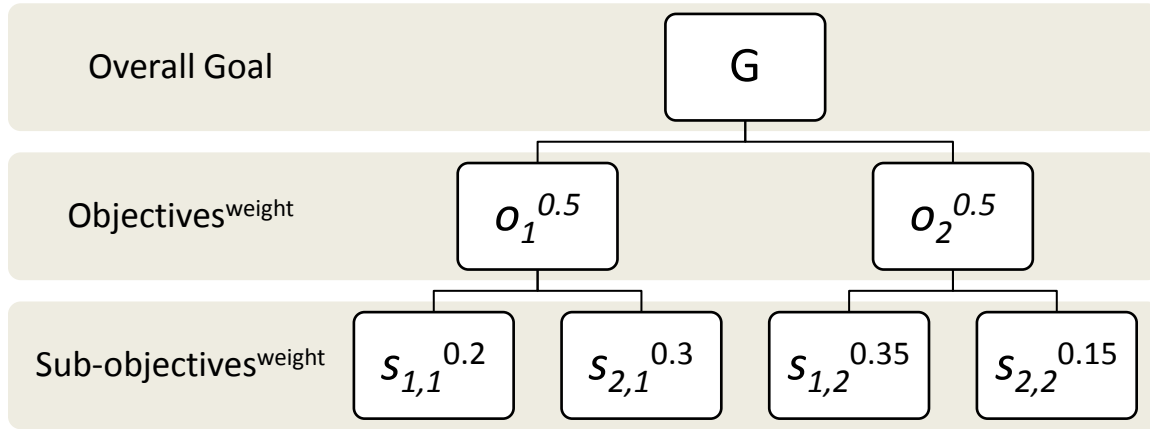 Overall Goal
G
Objectives^weight
o_1^0.5
o_2^0.5
Sub-objectives^weight
s_1,1^0.2
s_2,1^0.3
s_1,2^0.35
s_2,2^0.15